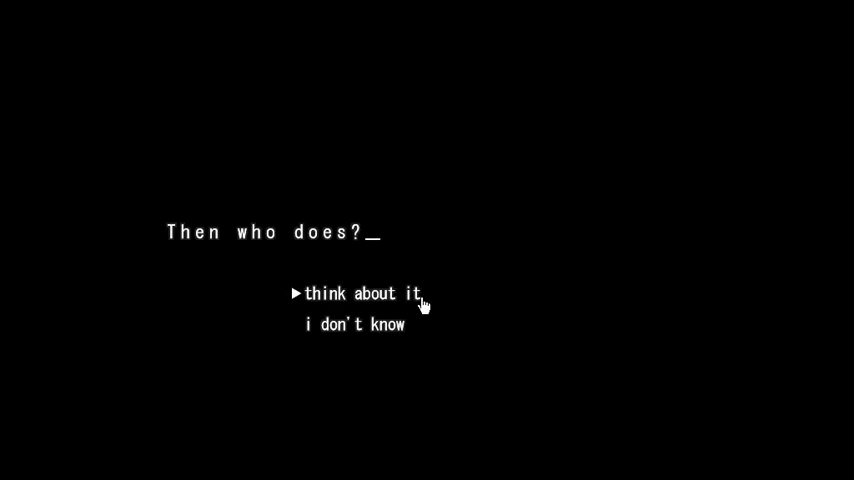 Then who does?_
▶think about it
i don't know